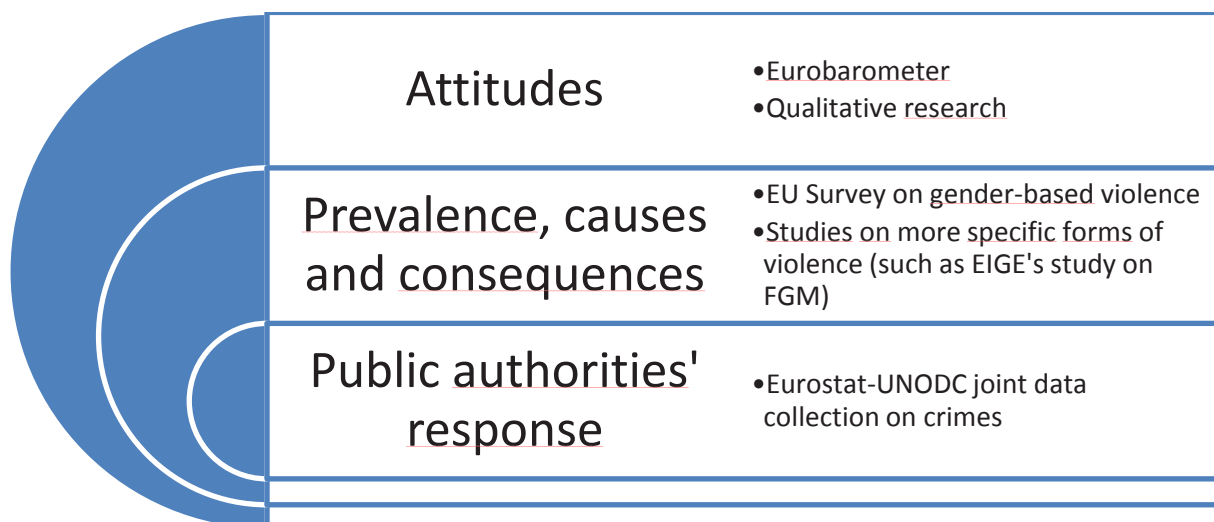 Attitudes
•Eurobarometer
•Qualitative research
Prevalence, causes
and consequences
•EU Survey on gender-based violence
•Studies on more specific forms of
violence (such as EIGE's study on
FGM)
Public authorities'
response
•Eurostat-UNODC joint data
collection on crimes